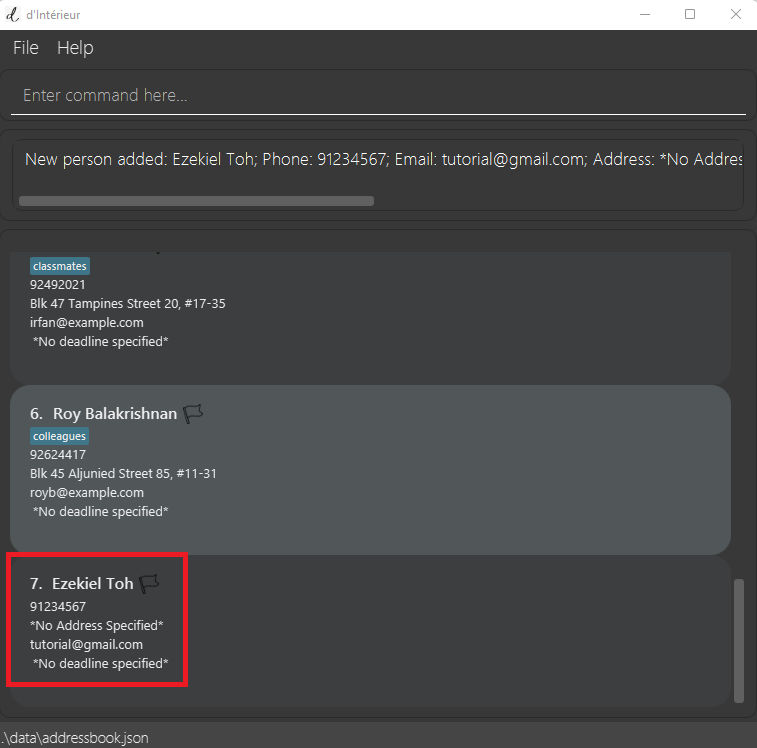 d'Intérieur
File Help
Enter command here...
New person added: Ezekiel Toh; Phone: 91234567; Email: tutorial@gmail.com; Address: *No Addres
classmates
92492021
Blk 47 Tampines Street 20, #17-35
irfan@example.com
*No deadline specified*
6. Roy Balakrishnan
colleagues
92624417
Blk 45 Aljunied Street 85, #11-31
royb@example.com
*No deadline specified*
7. Ezekiel Toh
91234567
*No Address Specified*
tutorial@gmail.com
*No deadline specified*
.\data\addressbook.json